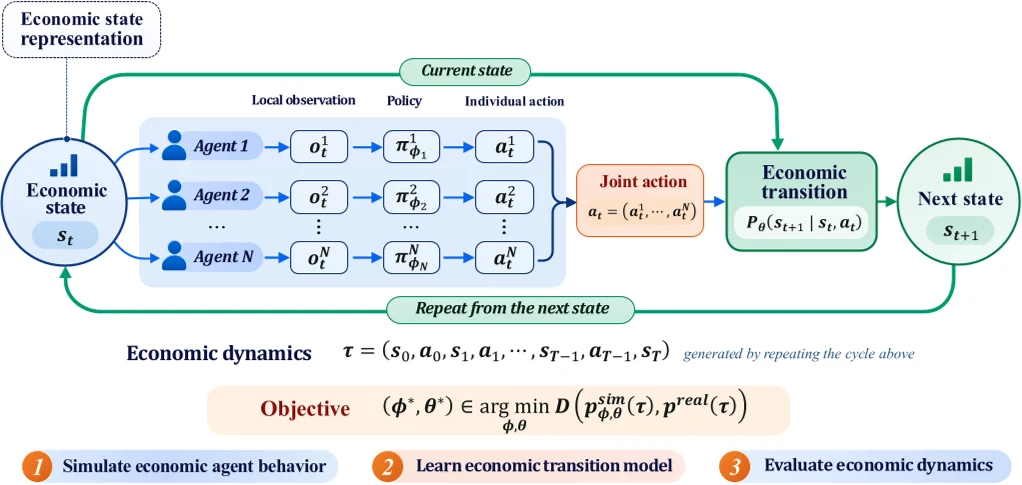 Economic state
representation
Current state
Local observation Policy Individual action
Agent 1 o_t^1 π_{ϕ_1}^1 a_t^1
Agent 2 o_t^2 π_{ϕ_2}^2 a_t^2
... ⋮ ⋮ ⋮
Agent N o_t^N π_{ϕ_N}^N a_t^N
Economic
state
s_t
Joint action
a_t = (a_t^1, ⋯, a_t^N)
Economic
transition
P_θ(s_{t+1} | s_t, a_t)
Next state
s_{t+1}
Repeat from the next state
Economic dynamics τ = (s_0, a_0, s_1, a_1, ⋯, s_{T−1}, a_{T−1}, s_T) generated by repeating the cycle above
Objective (ϕ*, θ*) ∈ arg min_{ϕ,θ} D(p_{ϕ,θ}^{sim}(τ), p^{real}(τ))
1 Simulate economic agent behavior
2 Learn economic transition model
3 Evaluate economic dynamics